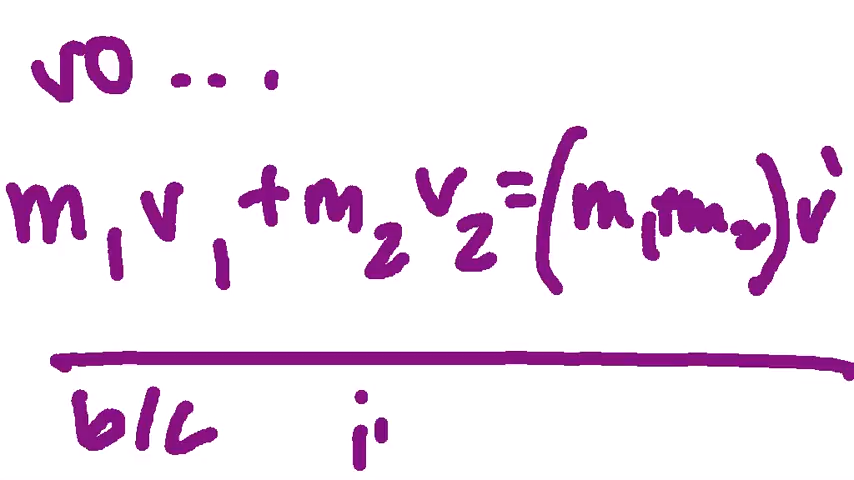 so ...
m₁v₁ + m₂v₂ = (m₁+m₂)v'
b/c